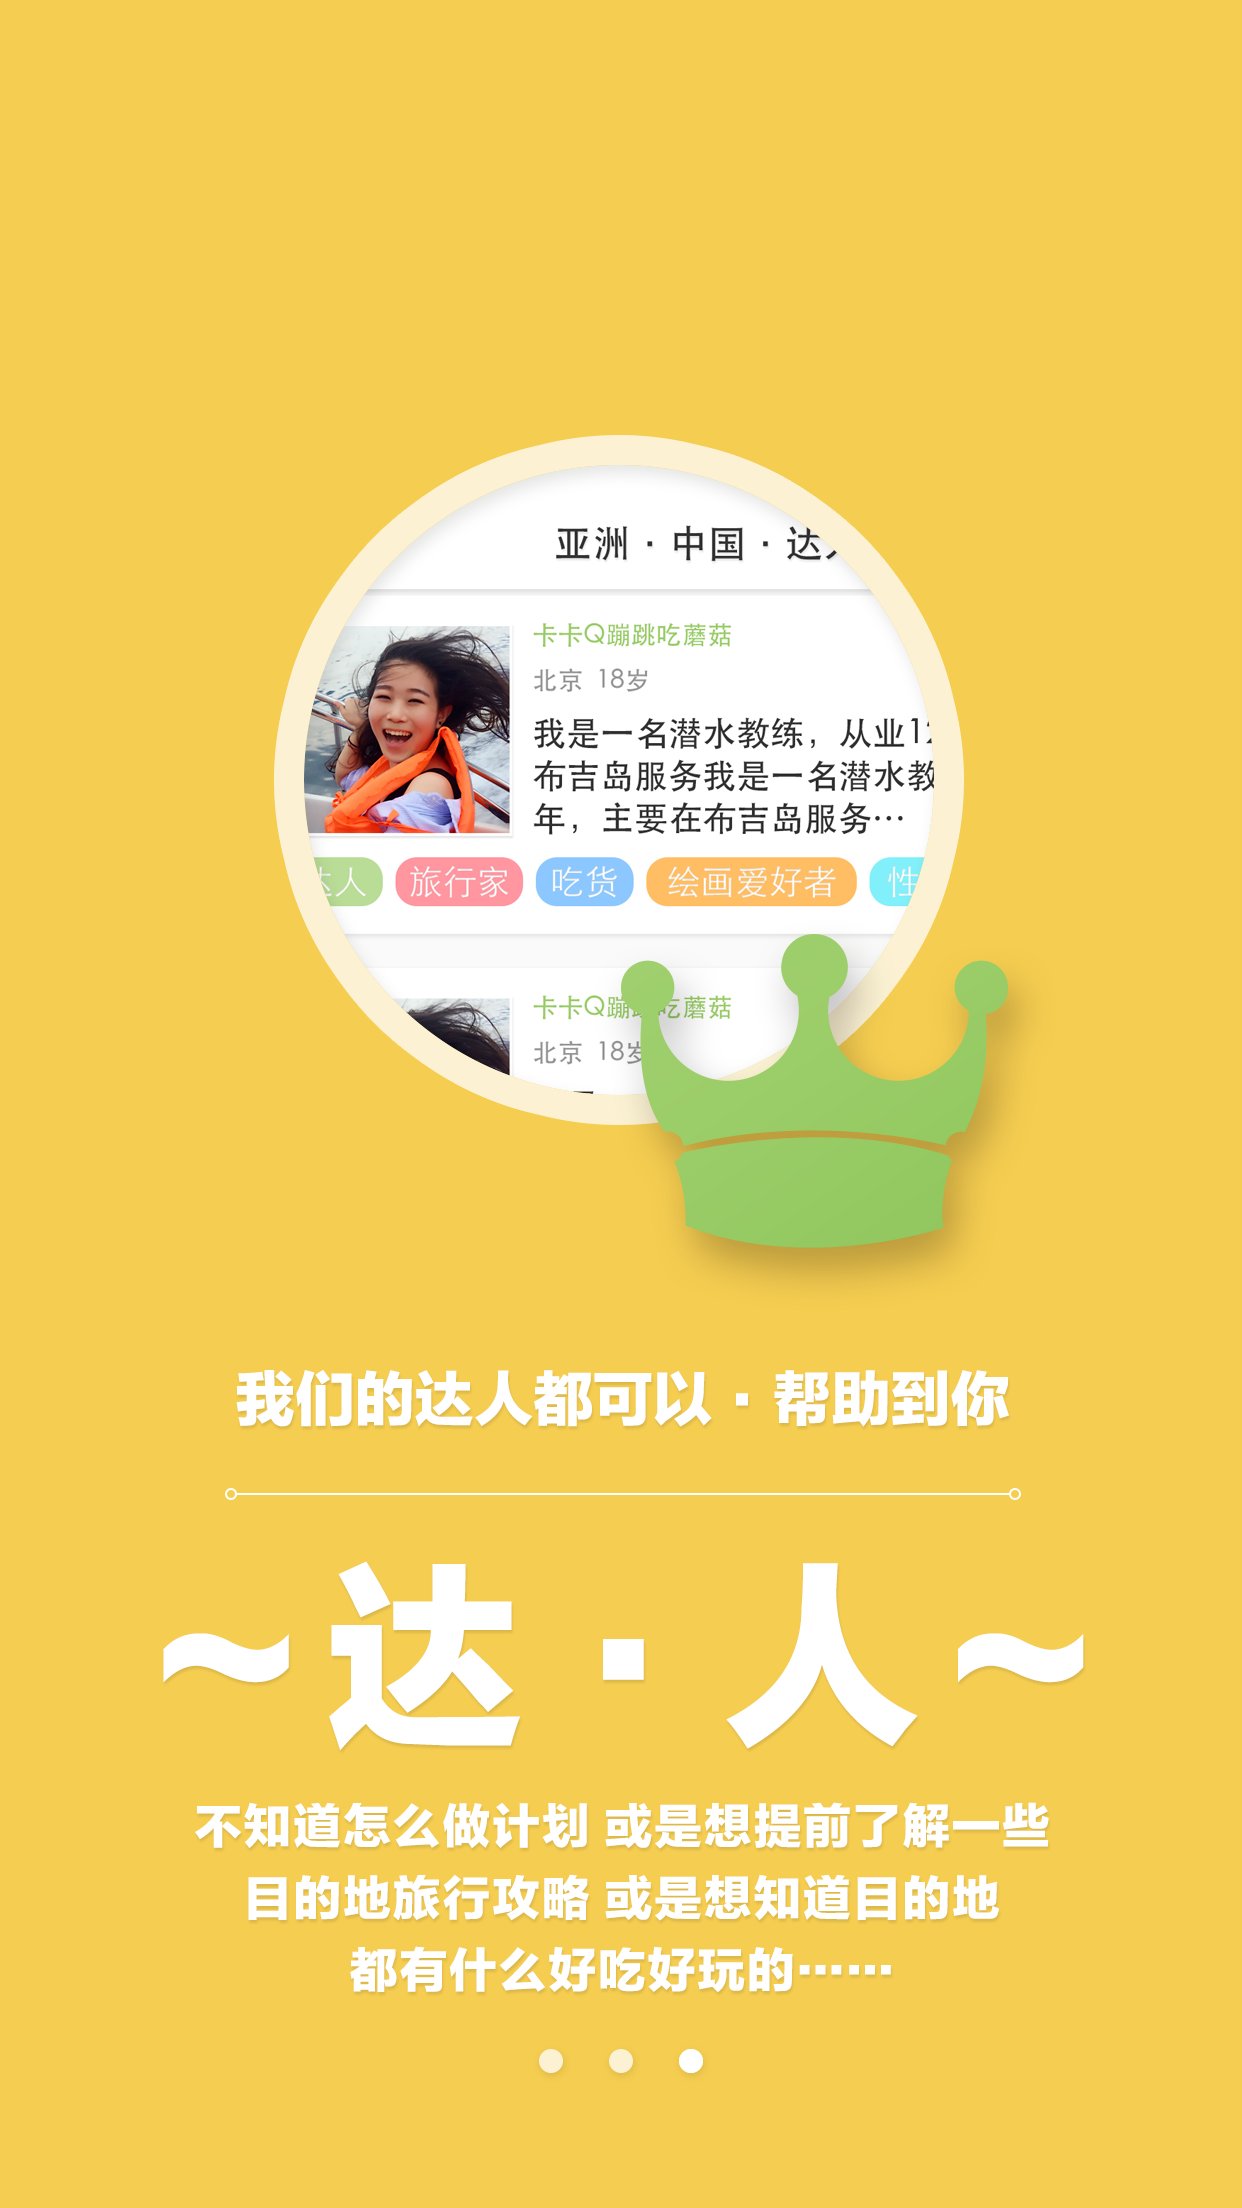 亚洲·中国·达
卡卡Q蹦跳吃蘑菇
北京 18岁
我是一名潜水教练，从业1
布吉岛服务我是一名潜水教
年，主要在布吉岛服务…
达人 旅行家 吃货 绘画爱好者 性
卡卡Q蹦跳吃蘑菇
北京 18岁
我们的达人都可以·帮助到你
~达·人~
不知道怎么做计划 或是想提前了解一些
目的地旅行攻略 或是想知道目的地
都有什么好吃好玩的……